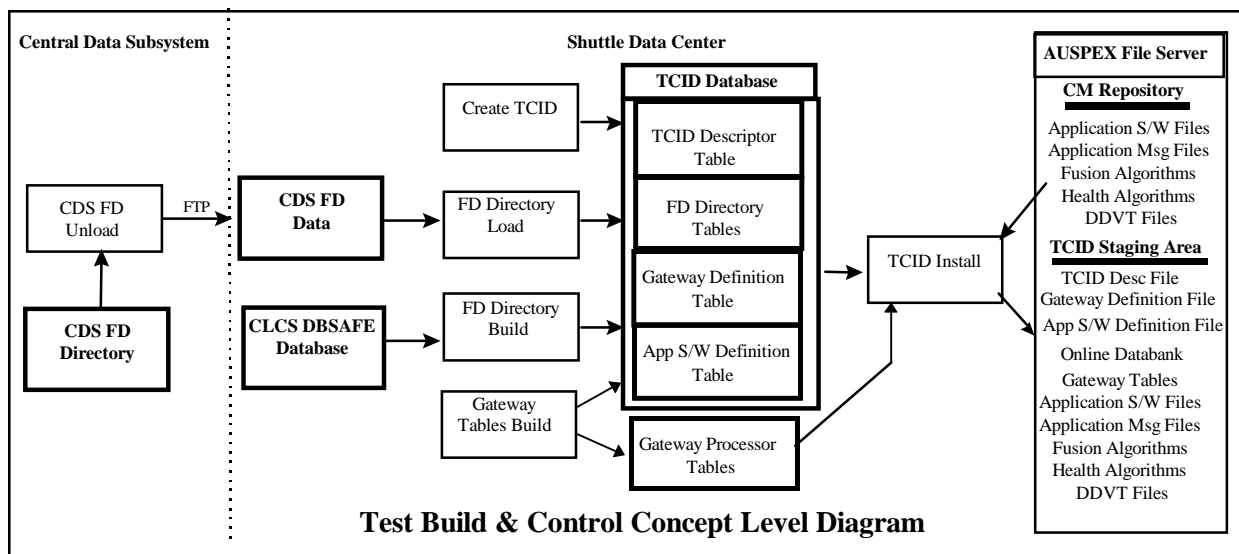 Central Data Subsystem
CDS FD
Unload
FTP
CDS FD
Directory
Shuttle Data Center
CDS FD
Data
CLCS DBSAFE
Database
Create TCID
FD Directory
Load
FD Directory
Build
Gateway
Tables Build
TCID Database
TCID Descriptor
Table
FD Directory
Tables
Gateway Definition
Table
App S/W Definition
Table
Gateway Processor
Tables
TCID Install
AUSPEX File Server
CM Repository
Application S/W Files
Application Msg Files
Fusion Algorithms
Health Algorithms
DDVT Files
TCID Staging Area
TCID Desc File
Gateway Definition File
App S/W Definition File
Online Databank
Gateway Tables
Application S/W Files
Application Msg Files
Fusion Algorithms
Health Algorithms
DDVT Files
Test Build & Control Concept Level Diagram